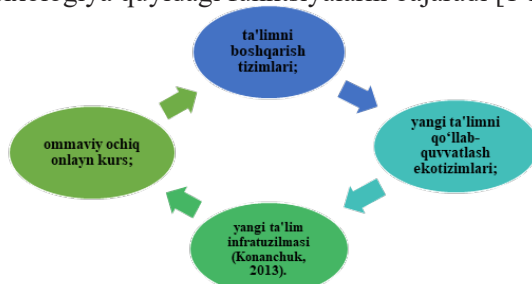 ta'limni
boshqarish
tizimlari;
yangi ta'limni
qo‘llab-
quvvatlash
ekotizimlari;
yangi ta'lim
infratuzilmasi
(Konanchuk,
2013).
ommaviy ochiq
onlayn kurs;